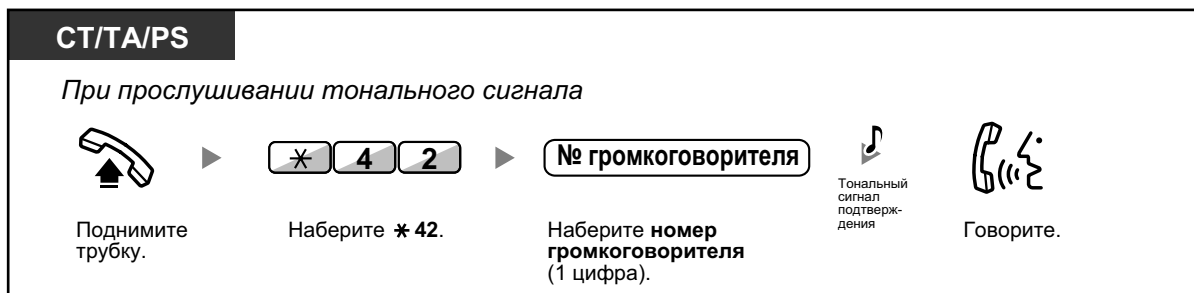 CT/TA/PS
При прослушивании тонального сигнала
✳ 4 2
№ громкоговорителя
Поднимите
трубку.
Наберите ✳ 42.
Наберите номер
громкоговорителя
(1 цифра).
Тональный
сигнал
подтверж-
дения
Говорите.